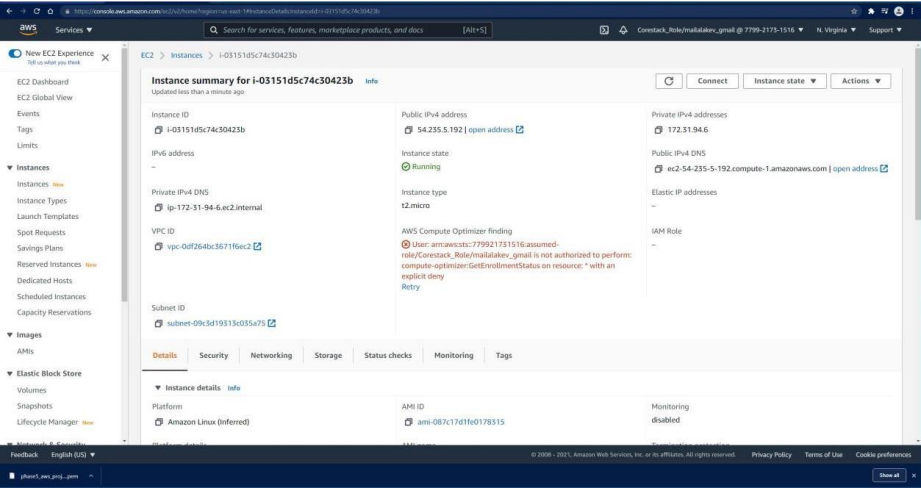 https://console.aws.amazon.com/ec2/v2/home?region=us-east-1#InstanceDetails:instanceId=i-03151d5c74c30423b
aws Services ▼ Search for services, features, marketplace products, and docs [Alt+S] Corestack_Role/mailalakev_gmail @ 7799-2173-1516 ▼ N. Virginia ▼ Support ▼
New EC2 Experience
Tell us what you think
EC2 Dashboard
EC2 Global View
Events
Tags
Limits
Instances
Instances New
Instance Types
Launch Templates
Spot Requests
Savings Plans
Reserved Instances New
Dedicated Hosts
Scheduled Instances
Capacity Reservations
Images
AMIs
Elastic Block Store
Volumes
Snapshots
Lifecycle Manager New
Network & Security
EC2 > Instances > i-03151d5c74c30423b
Instance summary for i-03151d5c74c30423b Info
Updated less than a minute ago
Connect Instance state ▼ Actions ▼
Instance ID
i-03151d5c74c30423b
Public IPv4 address
54.235.5.192 | open address
Private IPv4 addresses
172.31.94.6
IPv6 address
–
Instance state
Running
Public IPv4 DNS
ec2-54-235-5-192.compute-1.amazonaws.com | open address
Private IPv4 DNS
ip-172-31-94-6.ec2.internal
Instance type
t2.micro
Elastic IP addresses
–
VPC ID
vpc-0df264bc3671f6ec2
AWS Compute Optimizer finding
User: arn:aws:sts::779921731516:assumed-
role/Corestack_Role/mailalakev_gmail is not authorized to perform:
compute-optimizer:GetEnrollmentStatus on resource: * with an
explicit deny
Retry
IAM Role
–
Subnet ID
subnet-09c3d19313c035a75
Details Security Networking Storage Status checks Monitoring Tags
▼ Instance details Info
Platform
Amazon Linux (Inferred)
AMI ID
ami-087c17d1fe0178315
Monitoring
disabled
Platform details
AMI name
Termination protection
Feedback English (US) ▼ © 2008 - 2021, Amazon Web Services, Inc. or its affiliates. All rights reserved. Privacy Policy Terms of Use Cookie preferences
phase5_aws_proj....pem Show all